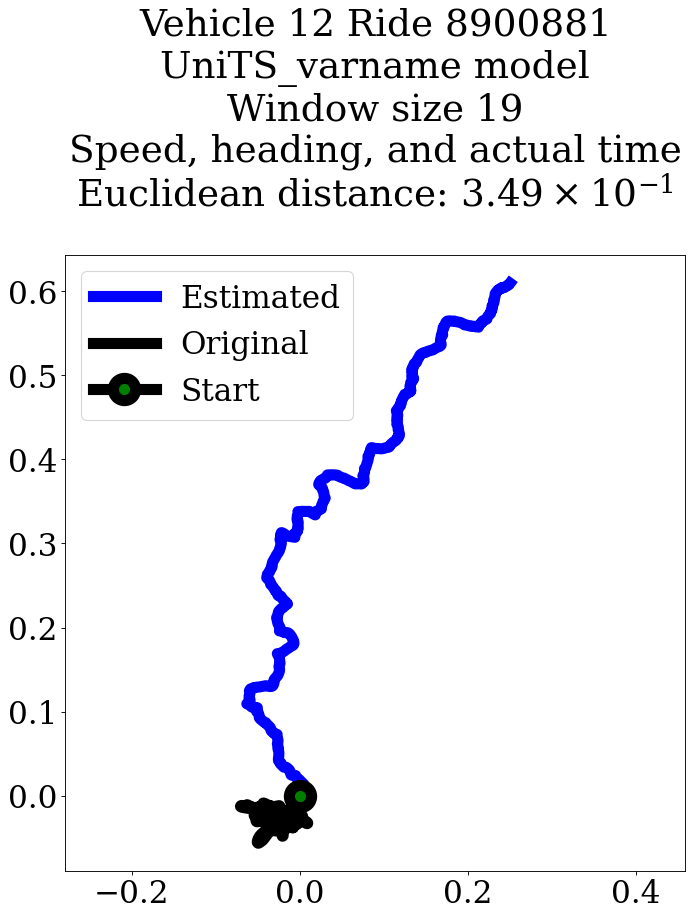 Vehicle 12 Ride 8900881
UniTS_varname model
Window size 19
Speed, heading, and actual time
Euclidean distance: 3.49 × 10⁻¹
Estimated
Original
Start
0.6
0.5
0.4
0.3
0.2
0.1
0.0
−0.2 0.0 0.2 0.4